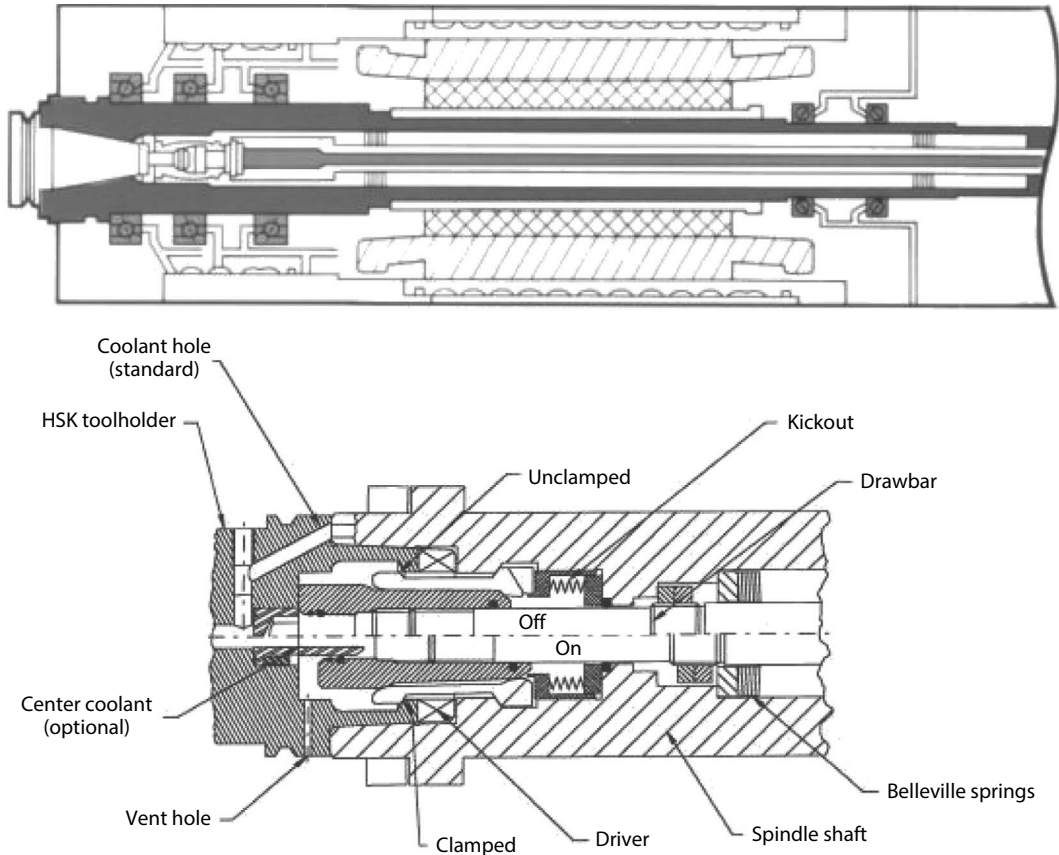 Coolant hole
(standard)
HSK toolholder
Kickout
Unclamped
Drawbar
Off
On
Center coolant
(optional)
Belleville springs
Vent hole
Driver
Spindle shaft
Clamped